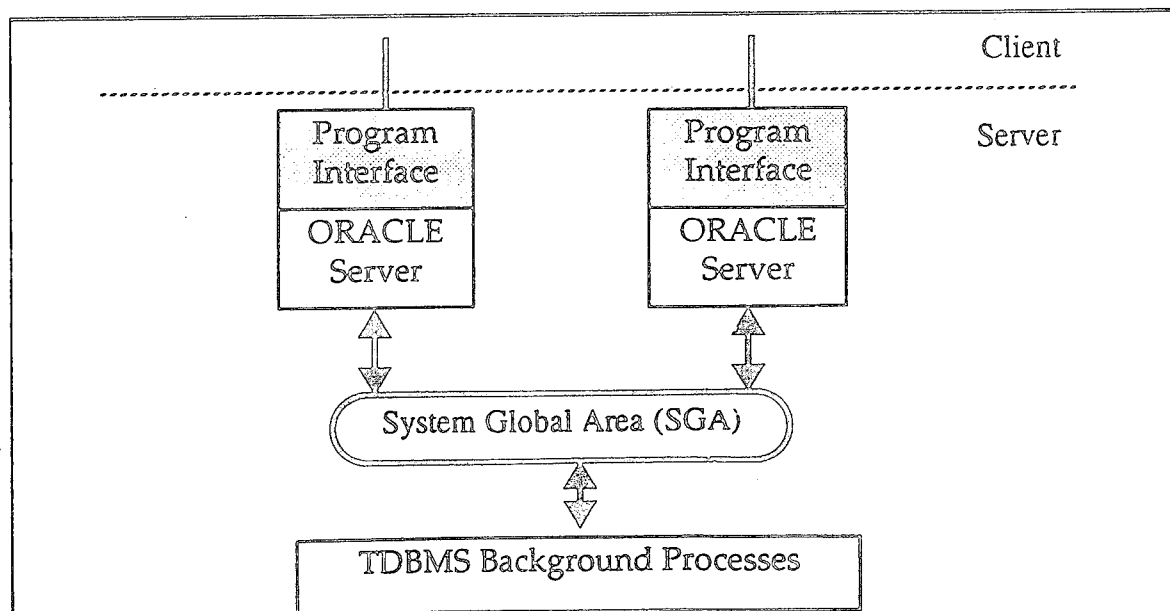 Client
Server
Program
Interface
ORACLE
Server
Program
Interface
ORACLE
Server
System Global Area (SGA)
TDBMS Background Processes